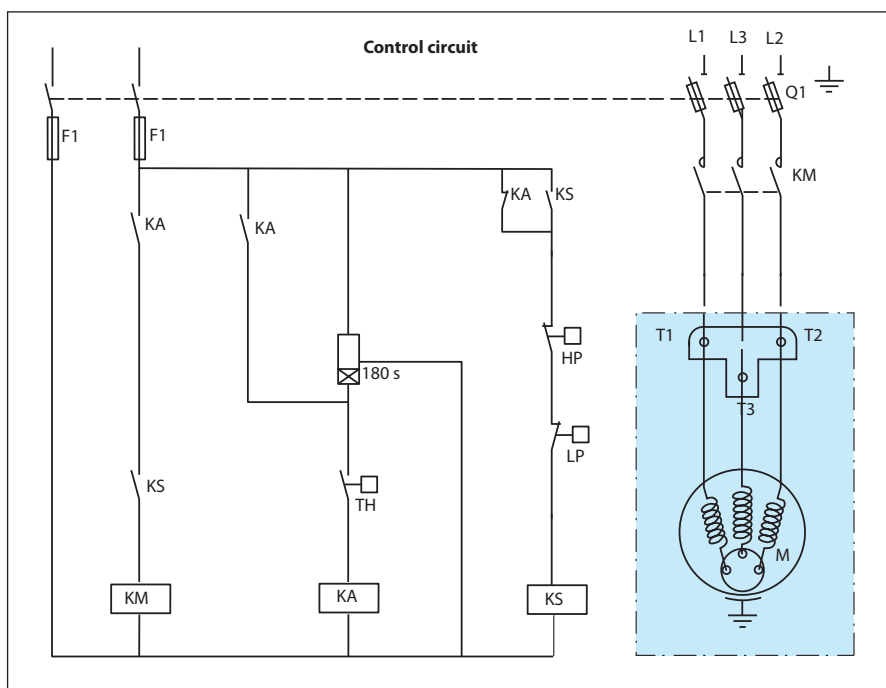 Control circuit
L1 L3 L2
Q1
F1 F1
KM
KA KS
KA KA
HP
T1 T2
180 s
T3
LP
KS TH
M
KM KA KS